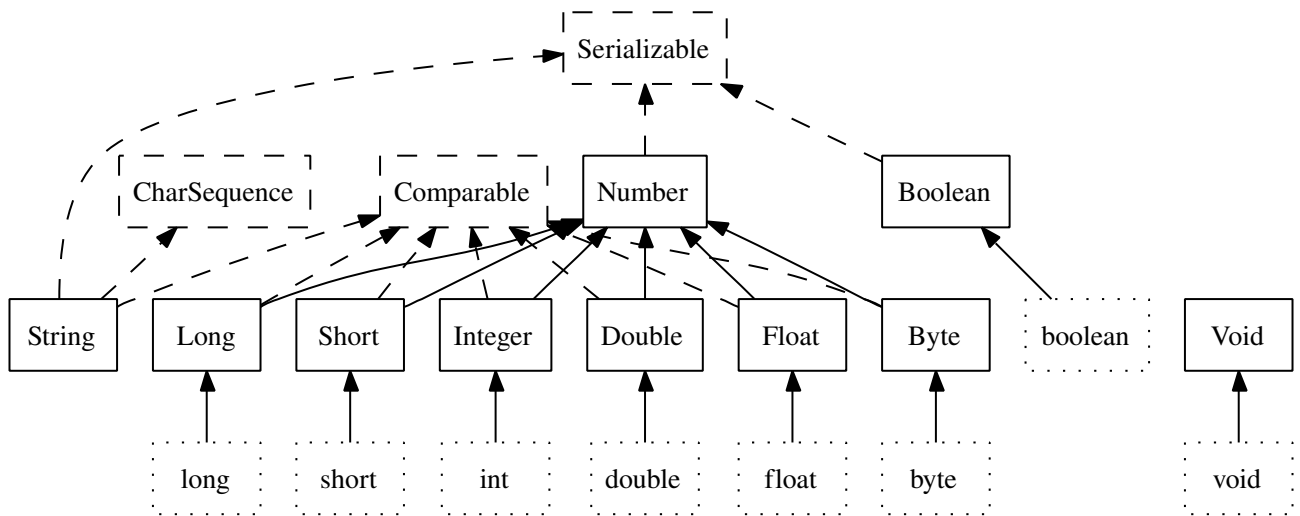 Serializable
CharSequence
Comparable
Number
Boolean
String
Long
Short
Integer
Double
Float
Byte
boolean
Void
long
short
int
double
float
byte
void